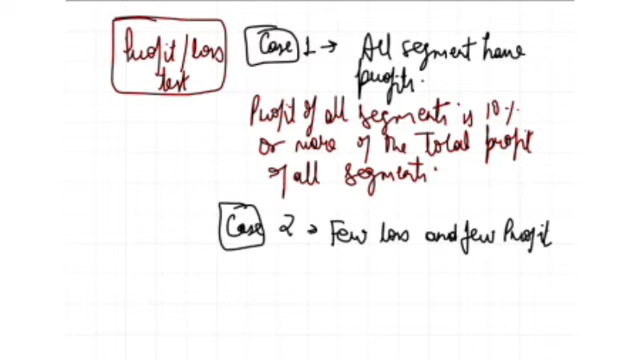 Profit/Loss
test
Case 1 → All segment have
profits.
Profit of all segments is 10%
or more of the Total profit
of all segments.
Case 2 → Few loss and few Profit